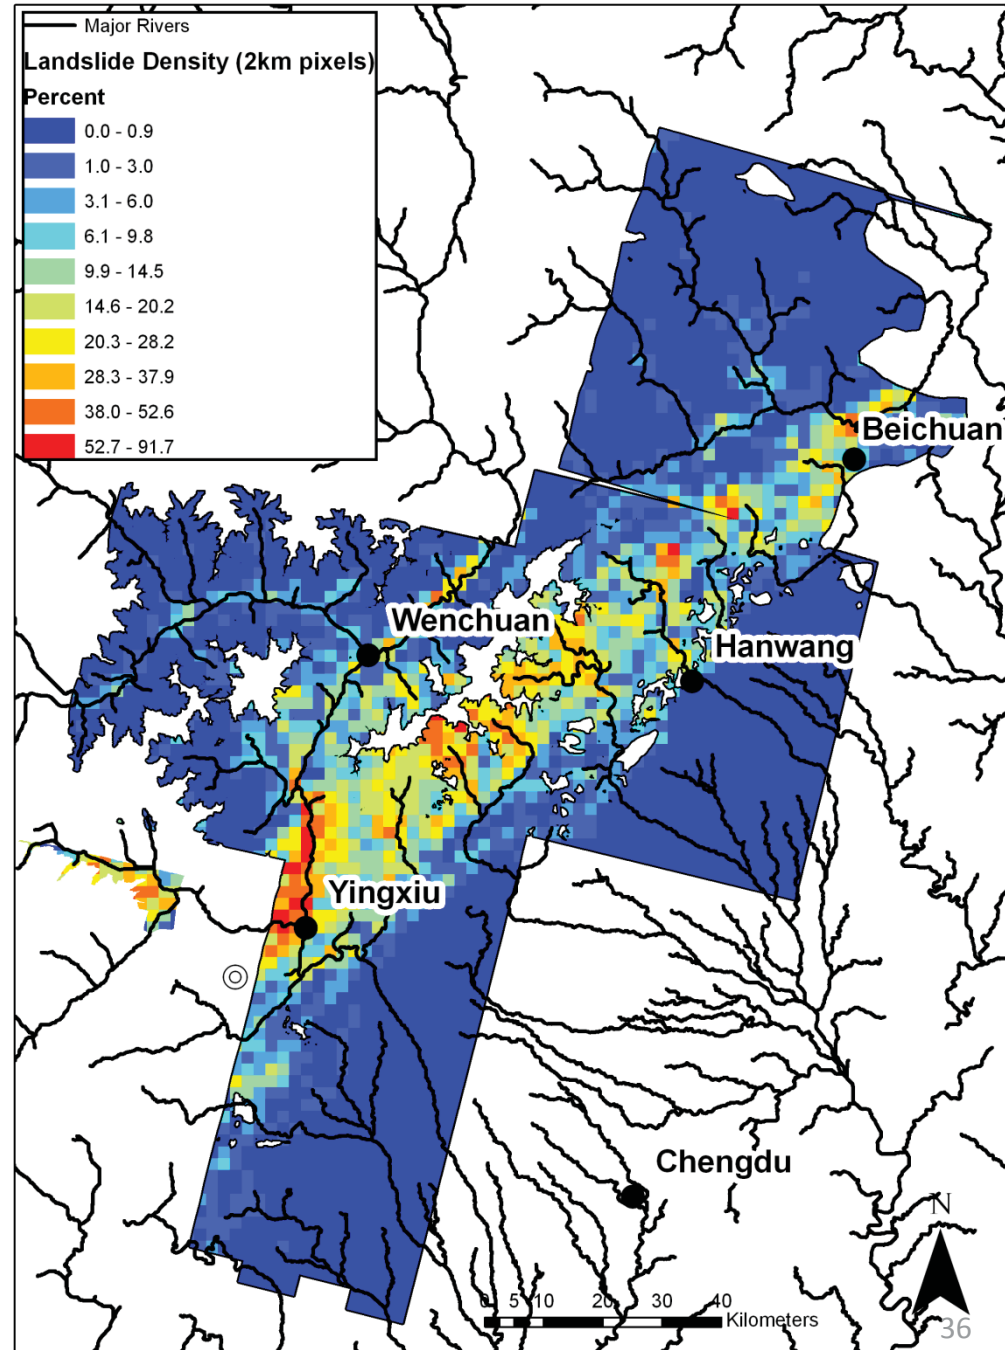 Major Rivers
Landslide Density (2km pixels)
Percent
0.0 - 0.9
1.0 - 3.0
3.1 - 6.0
6.1 - 9.8
9.9 - 14.5
14.6 - 20.2
20.3 - 28.2
28.3 - 37.9
38.0 - 52.6
52.7 - 91.7
Beichuan
Wenchuan
Hanwang
Yingxiu
Chengdu
N
0 5 10 20 30 40
Kilometers
36